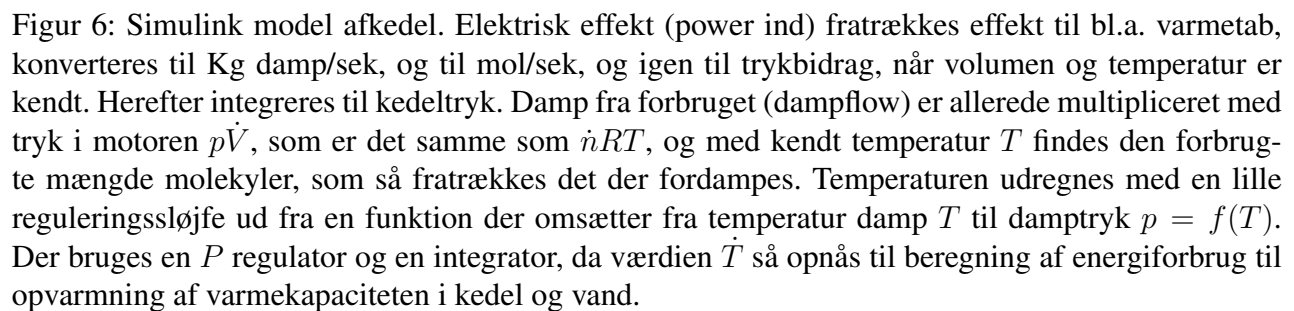 Figur 6: Simulink model afkedel. Elektrisk effekt (power ind) fratrækkes effekt til bl.a. varmetab,
konverteres til Kg damp/sek, og til mol/sek, og igen til trykbidrag, når volumen og temperatur er
kendt. Herefter integreres til kedeltryk. Damp fra forbruget (dampflow) er allerede multipliceret med
tryk i motoren pV̇, som er det samme som ṅRT, og med kendt temperatur T findes den forbrug-
te mængde molekyler, som så fratrækkes det der fordampes. Temperaturen udregnes med en lille
reguleringssløjfe ud fra en funktion der omsætter fra temperatur damp T til damptryk p = f(T).
Der bruges en P regulator og en integrator, da værdien Ṫ så opnås til beregning af energiforbrug til
opvarmning af varmekapaciteten i kedel og vand.